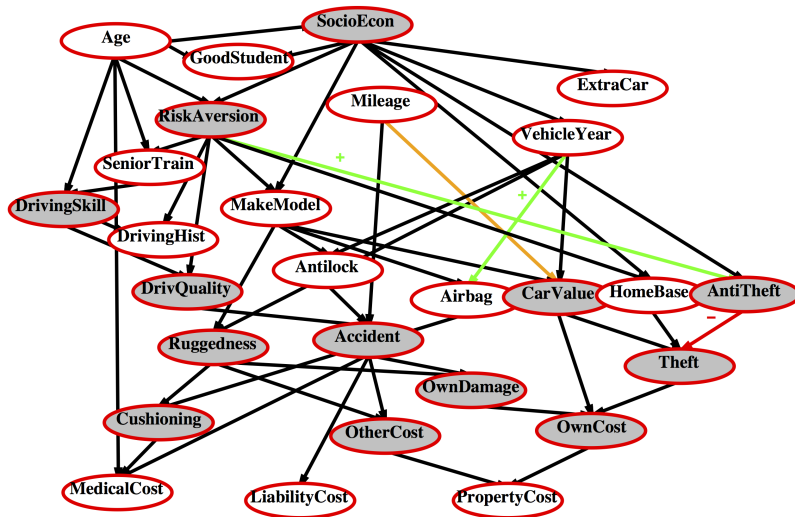 SocioEcon
Age
GoodStudent
ExtraCar
Mileage
RiskAversion
VehicleYear
+
SeniorTrain
+
DrivingSkill
MakeModel
DrivingHist
Antilock
DrivQuality
Airbag
CarValue
HomeBase
AntiTheft
−
Ruggedness
Accident
Theft
OwnDamage
Cushioning
OtherCost
OwnCost
MedicalCost
LiabilityCost
PropertyCost